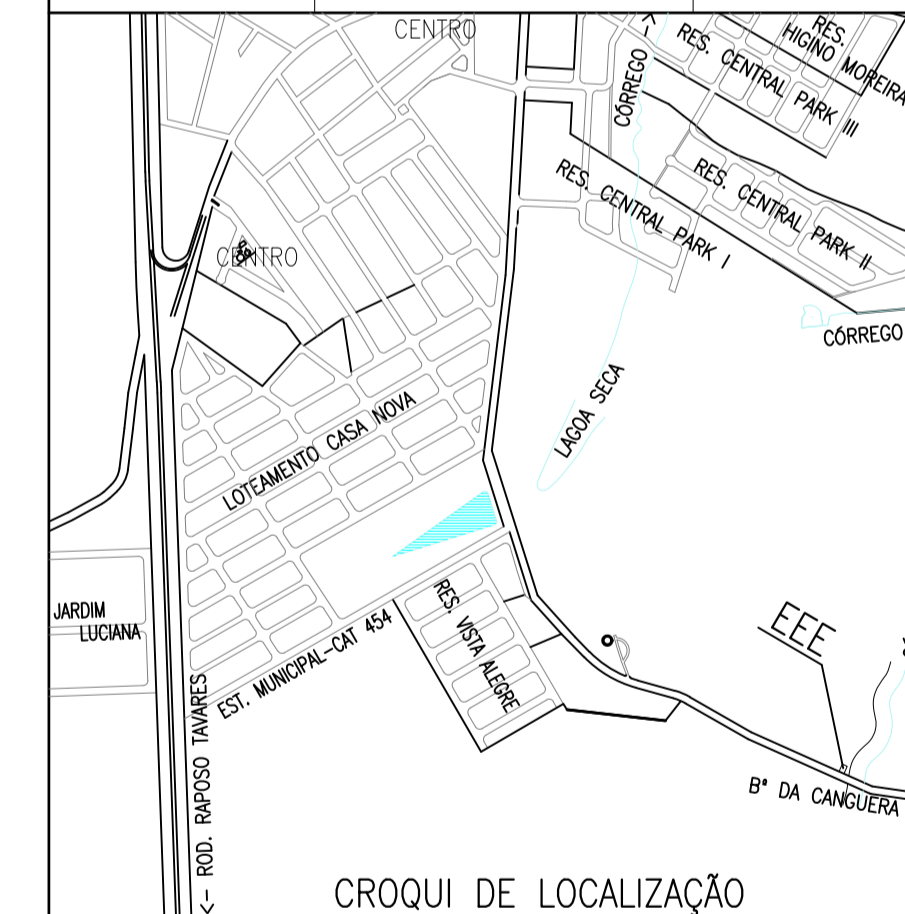 CENTRO
CÓRREGO ->
RES. CENTRAL PARK III
RES.
HIGINO MOREIRA
RES. CENTRAL PARK I
RES. CENTRAL PARK II
CENTRO
CÓRREGO
LAGOA SECA
LOTEAMENTO CASA NOVA
JARDIM
LUCIANA
EST. MUNICIPAL-CAT 454
RES. VISTA ALEGRE
EEE
<- ROD. RAPOSO TAVARES
Bº DA CANGUERA
CROQUI DE LOCALIZAÇÃO